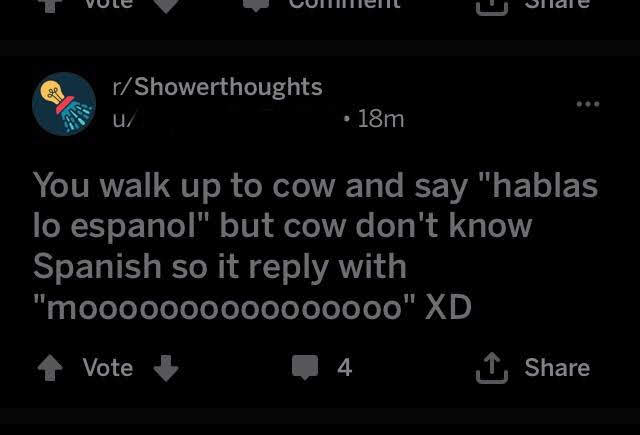 Vote Comment Share
r/Showerthoughts
u/ • 18m
You walk up to cow and say "hablas
lo espanol" but cow don't know
Spanish so it reply with
"moooooooooooooooo" XD
Vote 4 Share